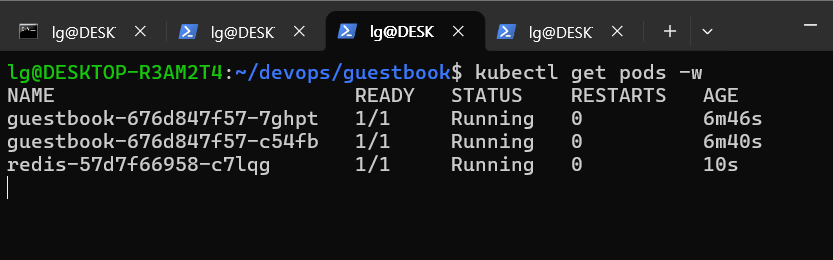 lg@DESK lg@DESK lg@DESK lg@DESK
lg@DESKTOP-R3AM2T4:~/devops/guestbook$ kubectl get pods -w
NAME READY STATUS RESTARTS AGE
guestbook-676d847f57-7ghpt 1/1 Running 0 6m46s
guestbook-676d847f57-c54fb 1/1 Running 0 6m40s
redis-57d7f66958-c7lqg 1/1 Running 0 10s